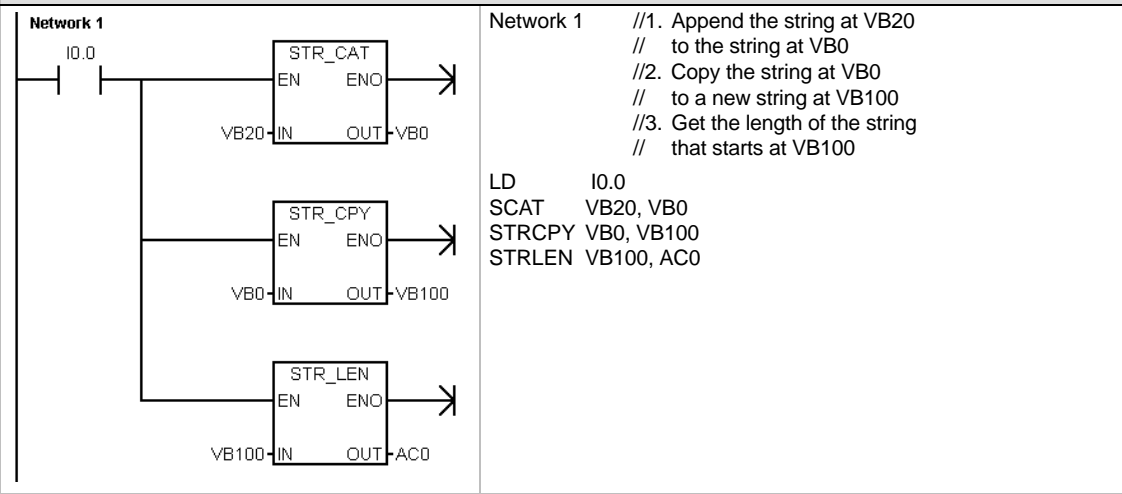 Network 1
I0.0
STR_CAT
EN ENO
VB20 IN OUT VB0
STR_CPY
EN ENO
VB0 IN OUT VB100
STR_LEN
EN ENO
VB100 IN OUT AC0
Network 1 //1. Append the string at VB20
// to the string at VB0
//2. Copy the string at VB0
// to a new string at VB100
//3. Get the length of the string
// that starts at VB100
LD I0.0
SCAT VB20, VB0
STRCPY VB0, VB100
STRLEN VB100, AC0